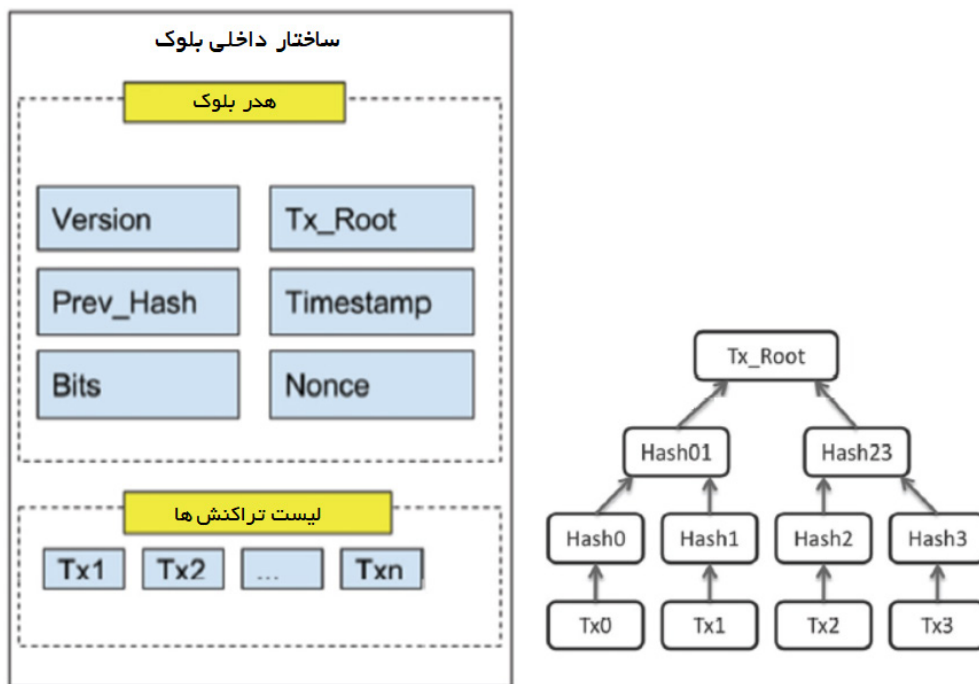 ساختار داخلی بلوک
هدر بلوک
Version
Tx_Root
Prev_Hash
Timestamp
Bits
Nonce
لیست تراکنش ها
Tx1
Tx2
...
Txn
Tx_Root
Hash01
Hash23
Hash0
Hash1
Hash2
Hash3
Tx0
Tx1
Tx2
Tx3